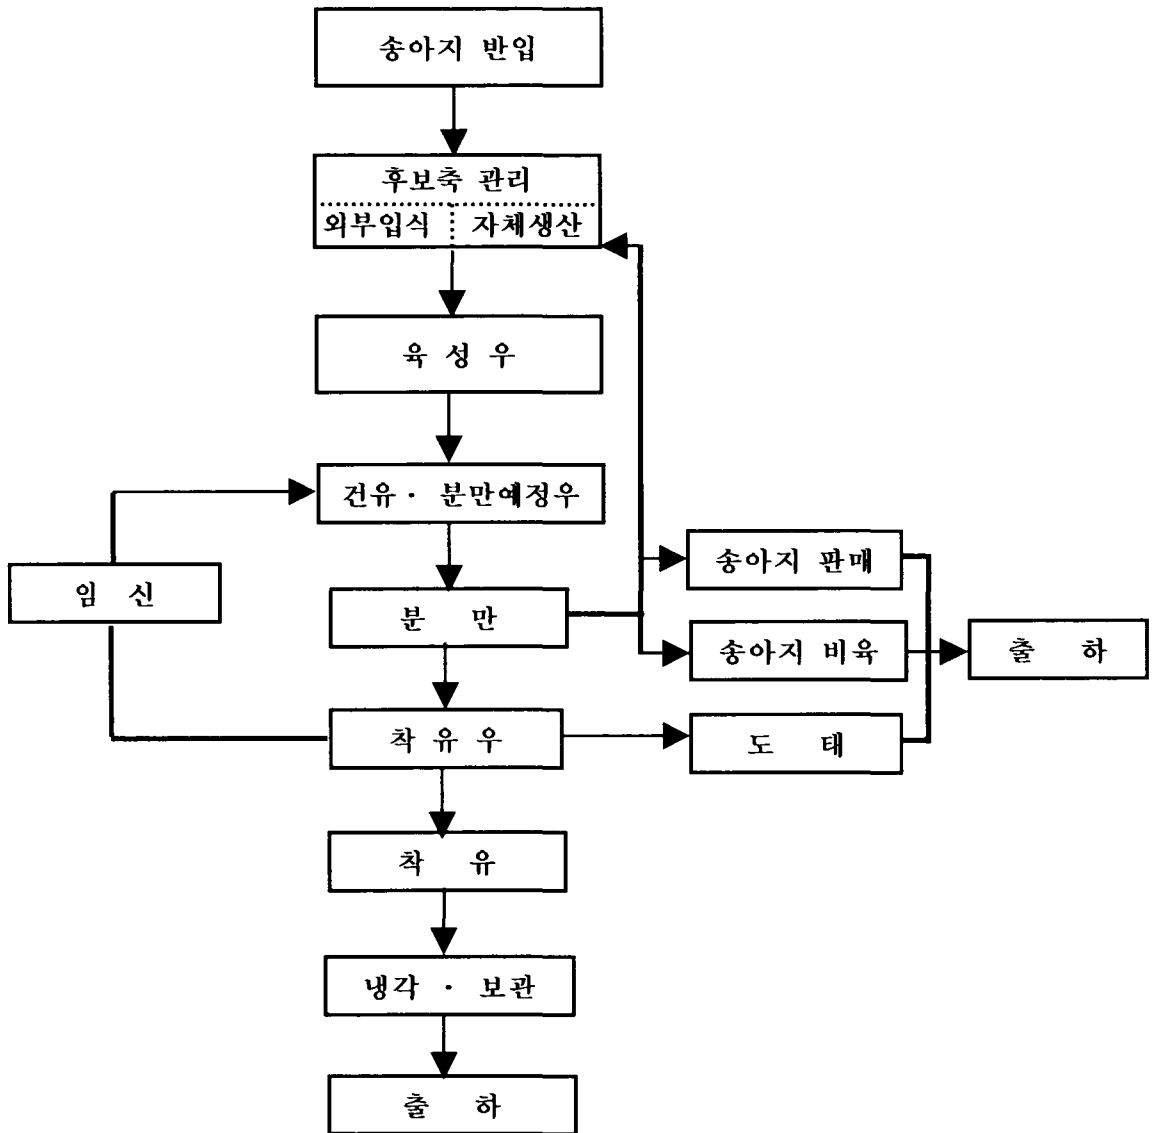 송아지 반입
후보축 관리
외부입식 자체생산
육 성 우
건유 · 분만예정우
송아지 판매
임 신
분 만
송아지 비육
출 하
착 유 우
도 태
착 유
냉각 · 보관
출 하